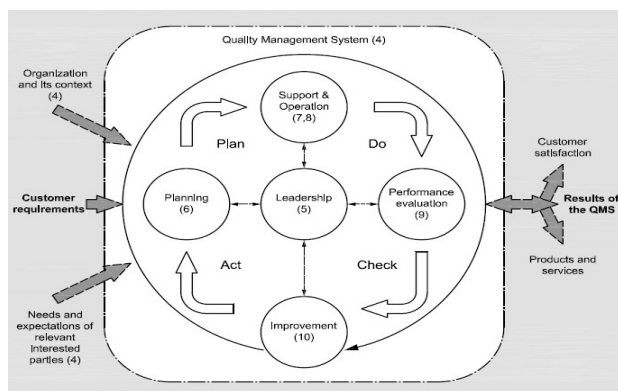 Quality Management System (4)
Organization
and Its context
(4)
Support &
Operation
(7,8)
Plan
Do
Customer
satisfaction
Customer
requirements
Planning
(6)
Leadership
(5)
Performance
evaluation
(9)
Results of
the QMS
Act
Check
Products and
services
Needs and
expectations of
relevant
Interested
parties (4)
Improvement
(10)